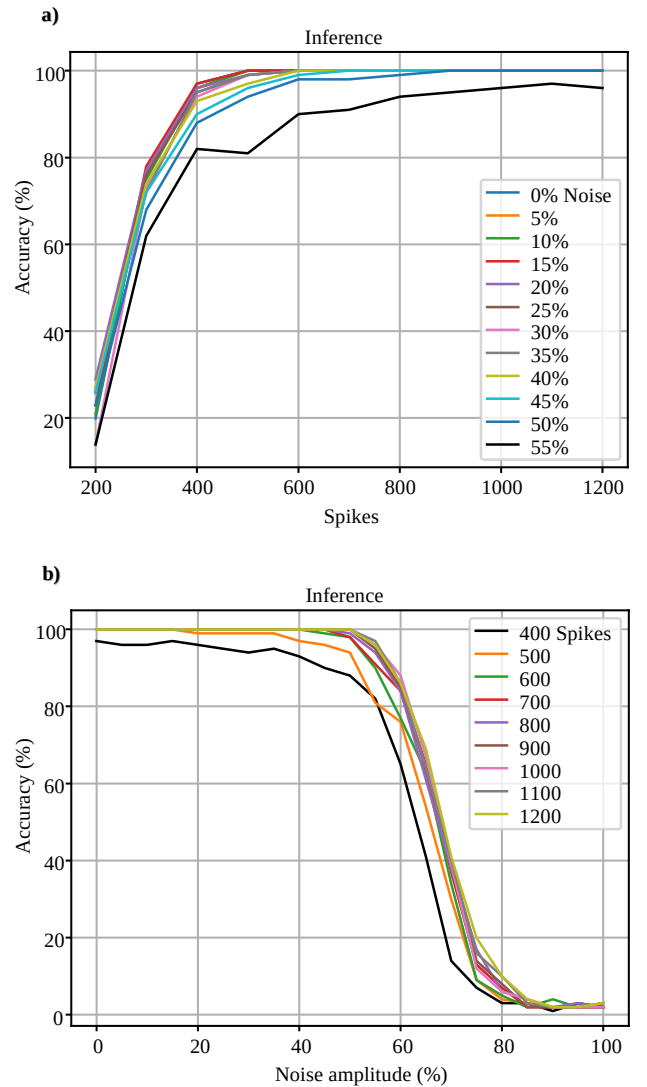 a)
Inference
100
80
60
40
20
Accuracy (%)
0% Noise
5%
10%
15%
20%
25%
30%
35%
40%
45%
50%
55%
200 400 600 800 1000 1200
Spikes
b)
Inference
100
80
60
40
20
0
Accuracy (%)
400 Spikes
500
600
700
800
900
1000
1100
1200
0 20 40 60 80 100
Noise amplitude (%)